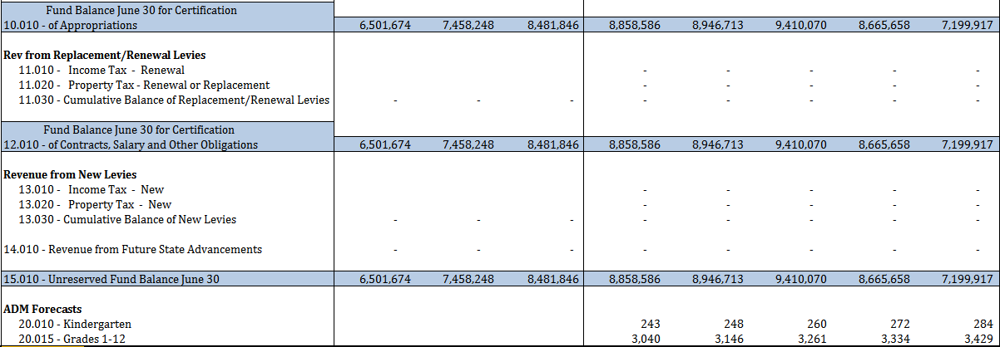 Fund Balance June 30 for Certification
10.010 - of Appropriations 6,501,674 7,458,248 8,481,846 8,858,586 8,946,713 9,410,070 8,665,658 7,199,917
Rev from Replacement/Renewal Levies
11.010 - Income Tax - Renewal - - - - -
11.020 - Property Tax - Renewal or Replacement - - - - -
11.030 - Cumulative Balance of Replacement/Renewal Levies - - - - - - - -
Fund Balance June 30 for Certification
12.010 - of Contracts, Salary and Other Obligations 6,501,674 7,458,248 8,481,846 8,858,586 8,946,713 9,410,070 8,665,658 7,199,917
Revenue from New Levies
13.010 - Income Tax - New - - - - -
13.020 - Property Tax - New - - - - -
13.030 - Cumulative Balance of New Levies - - - - - - - -
14.010 - Revenue from Future State Advancements - - - - - - - -
15.010 - Unreserved Fund Balance June 30 6,501,674 7,458,248 8,481,846 8,858,586 8,946,713 9,410,070 8,665,658 7,199,917
ADM Forecasts
20.010 - Kindergarten 243 248 260 272 284
20.015 - Grades 1-12 3,040 3,146 3,261 3,334 3,429